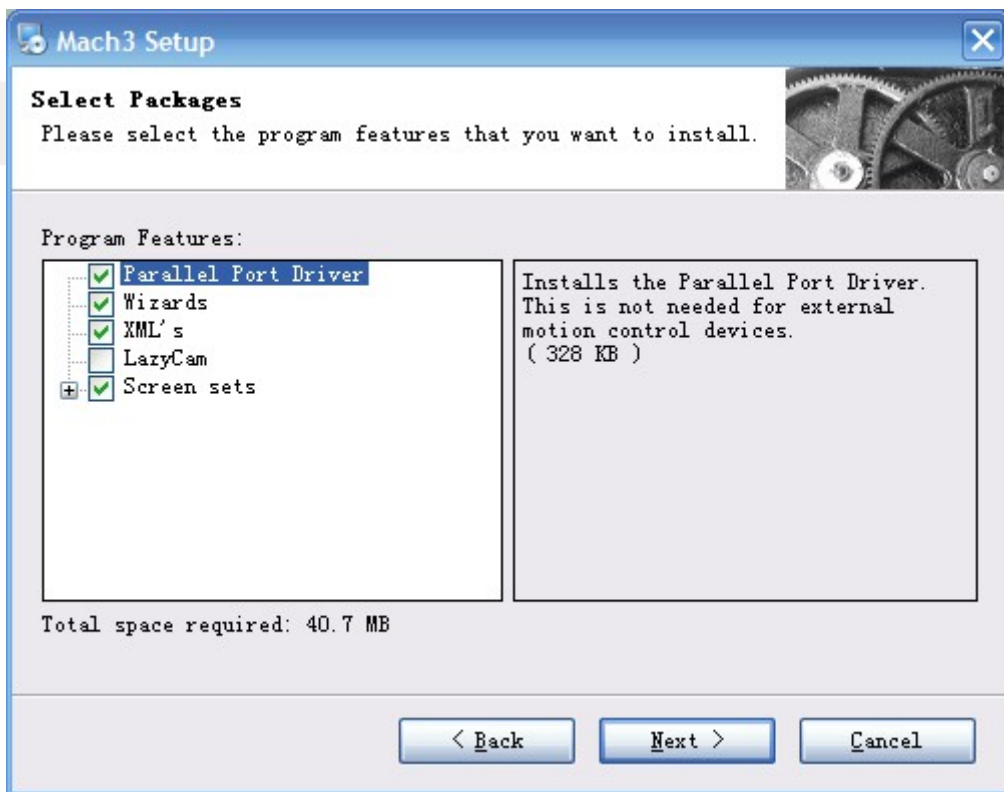 Mach3 Setup
Select Packages
Please select the program features that you want to install.
Program Features:
Parallel Port Driver
Wizards
XML's
LazyCam
Screen sets
Installs the Parallel Port Driver.
This is not needed for external
motion control devices.
( 328 KB )
Total space required: 40.7 MB
< Back
Next >
Cancel